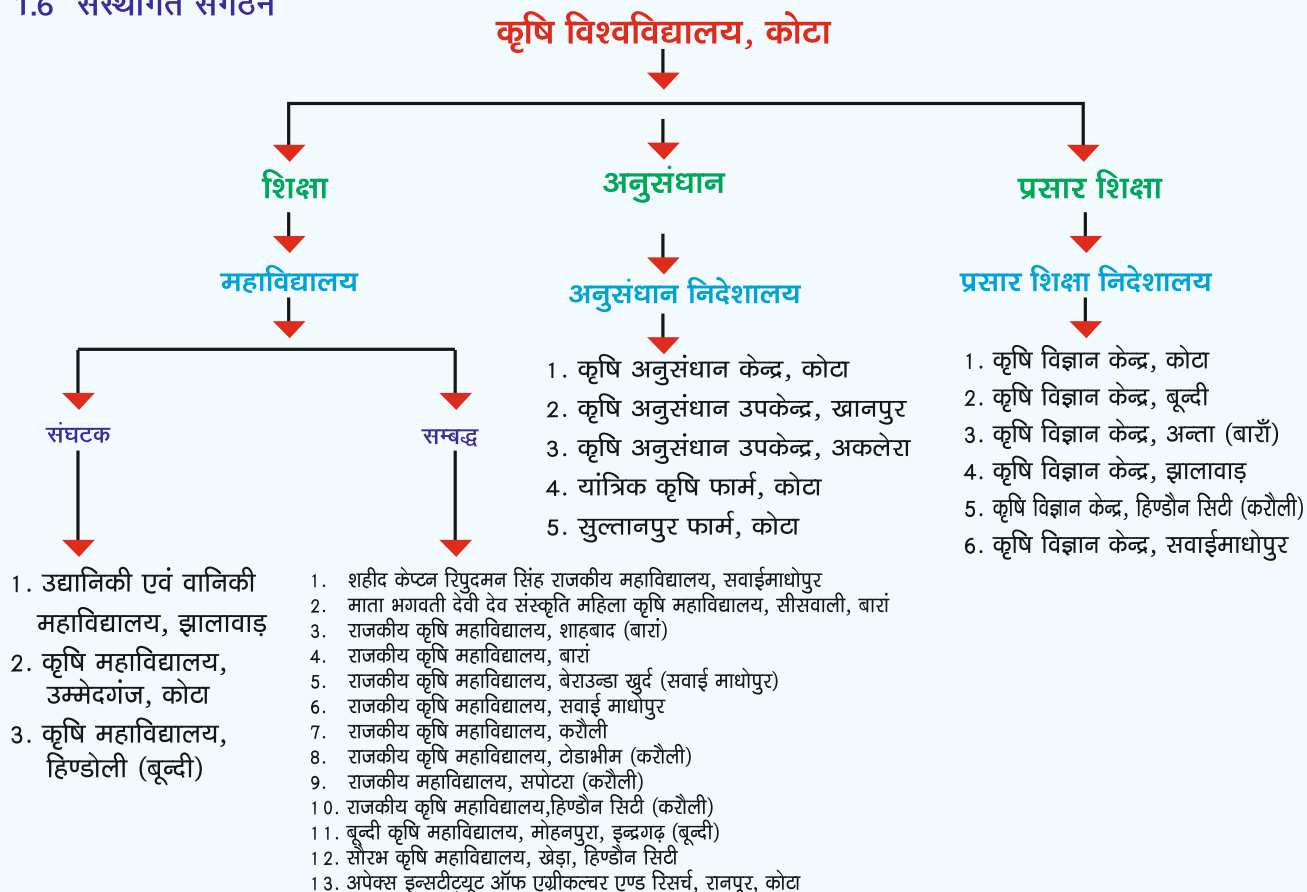 1.6 संस्थागत संगठन
कृषि विश्वविद्यालय, कोटा
शिक्षा
महाविद्यालय
संघटक
1. उद्यानिकी एवं वानिकी
महाविद्यालय, झालावाड़
2. कृषि महाविद्यालय,
उम्मेदगंज, कोटा
3. कृषि महाविद्यालय,
हिण्डोली (बून्दी)
सम्बद्ध
1. शहीद केप्टन रिपुदमन सिंह राजकीय महाविद्यालय, सवाईमाधोपुर
2. माता भगवती देवी देव संस्कृति महिला कृषि महाविद्यालय, सीसवाली, बारां
3. राजकीय कृषि महाविद्यालय, शाहबाद (बारां)
4. राजकीय कृषि महाविद्यालय, बारां
5. राजकीय कृषि महाविद्यालय, बेराउन्डा खुर्द (सवाई माधोपुर)
6. राजकीय कृषि महाविद्यालय, सवाई माधोपुर
7. राजकीय कृषि महाविद्यालय, करौली
8. राजकीय कृषि महाविद्यालय, टोडाभीम (करौली)
9. राजकीय महाविद्यालय, सपोटरा (करौली)
10. राजकीय कृषि महाविद्यालय,हिण्डौन सिटी (करौली)
11. बून्दी कृषि महाविद्यालय, मोहनपुरा, इन्द्रगढ़ (बून्दी)
12. सौरभ कृषि महाविद्यालय, खेड़ा, हिण्डौन सिटी
13. अपेक्स इन्सटीट्यूट ऑफ एग्रीकल्चर एण्ड रिसर्च, रानपुर, कोटा
अनुसंधान
अनुसंधान निदेशालय
1. कृषि अनुसंधान केन्द्र, कोटा
2. कृषि अनुसंधान उपकेन्द्र, खानपुर
3. कृषि अनुसंधान उपकेन्द्र, अकलेरा
4. यांत्रिक कृषि फार्म, कोटा
5. सुल्तानपुर फार्म, कोटा
प्रसार शिक्षा
प्रसार शिक्षा निदेशालय
1. कृषि विज्ञान केन्द्र, कोटा
2. कृषि विज्ञान केन्द्र, बून्दी
3. कृषि विज्ञान केन्द्र, अन्ता (बाराँ)
4. कृषि विज्ञान केन्द्र, झालावाड़
5. कृषि विज्ञान केन्द्र, हिण्डौन सिटी (करौली)
6. कृषि विज्ञान केन्द्र, सवाईमाधोपुर